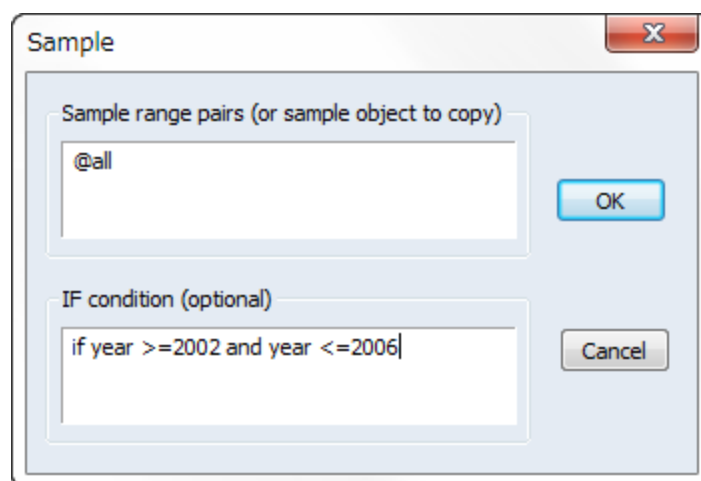 Sample
Sample range pairs (or sample object to copy)
@all
OK
IF condition (optional)
if year >=2002 and year <=2006
Cancel